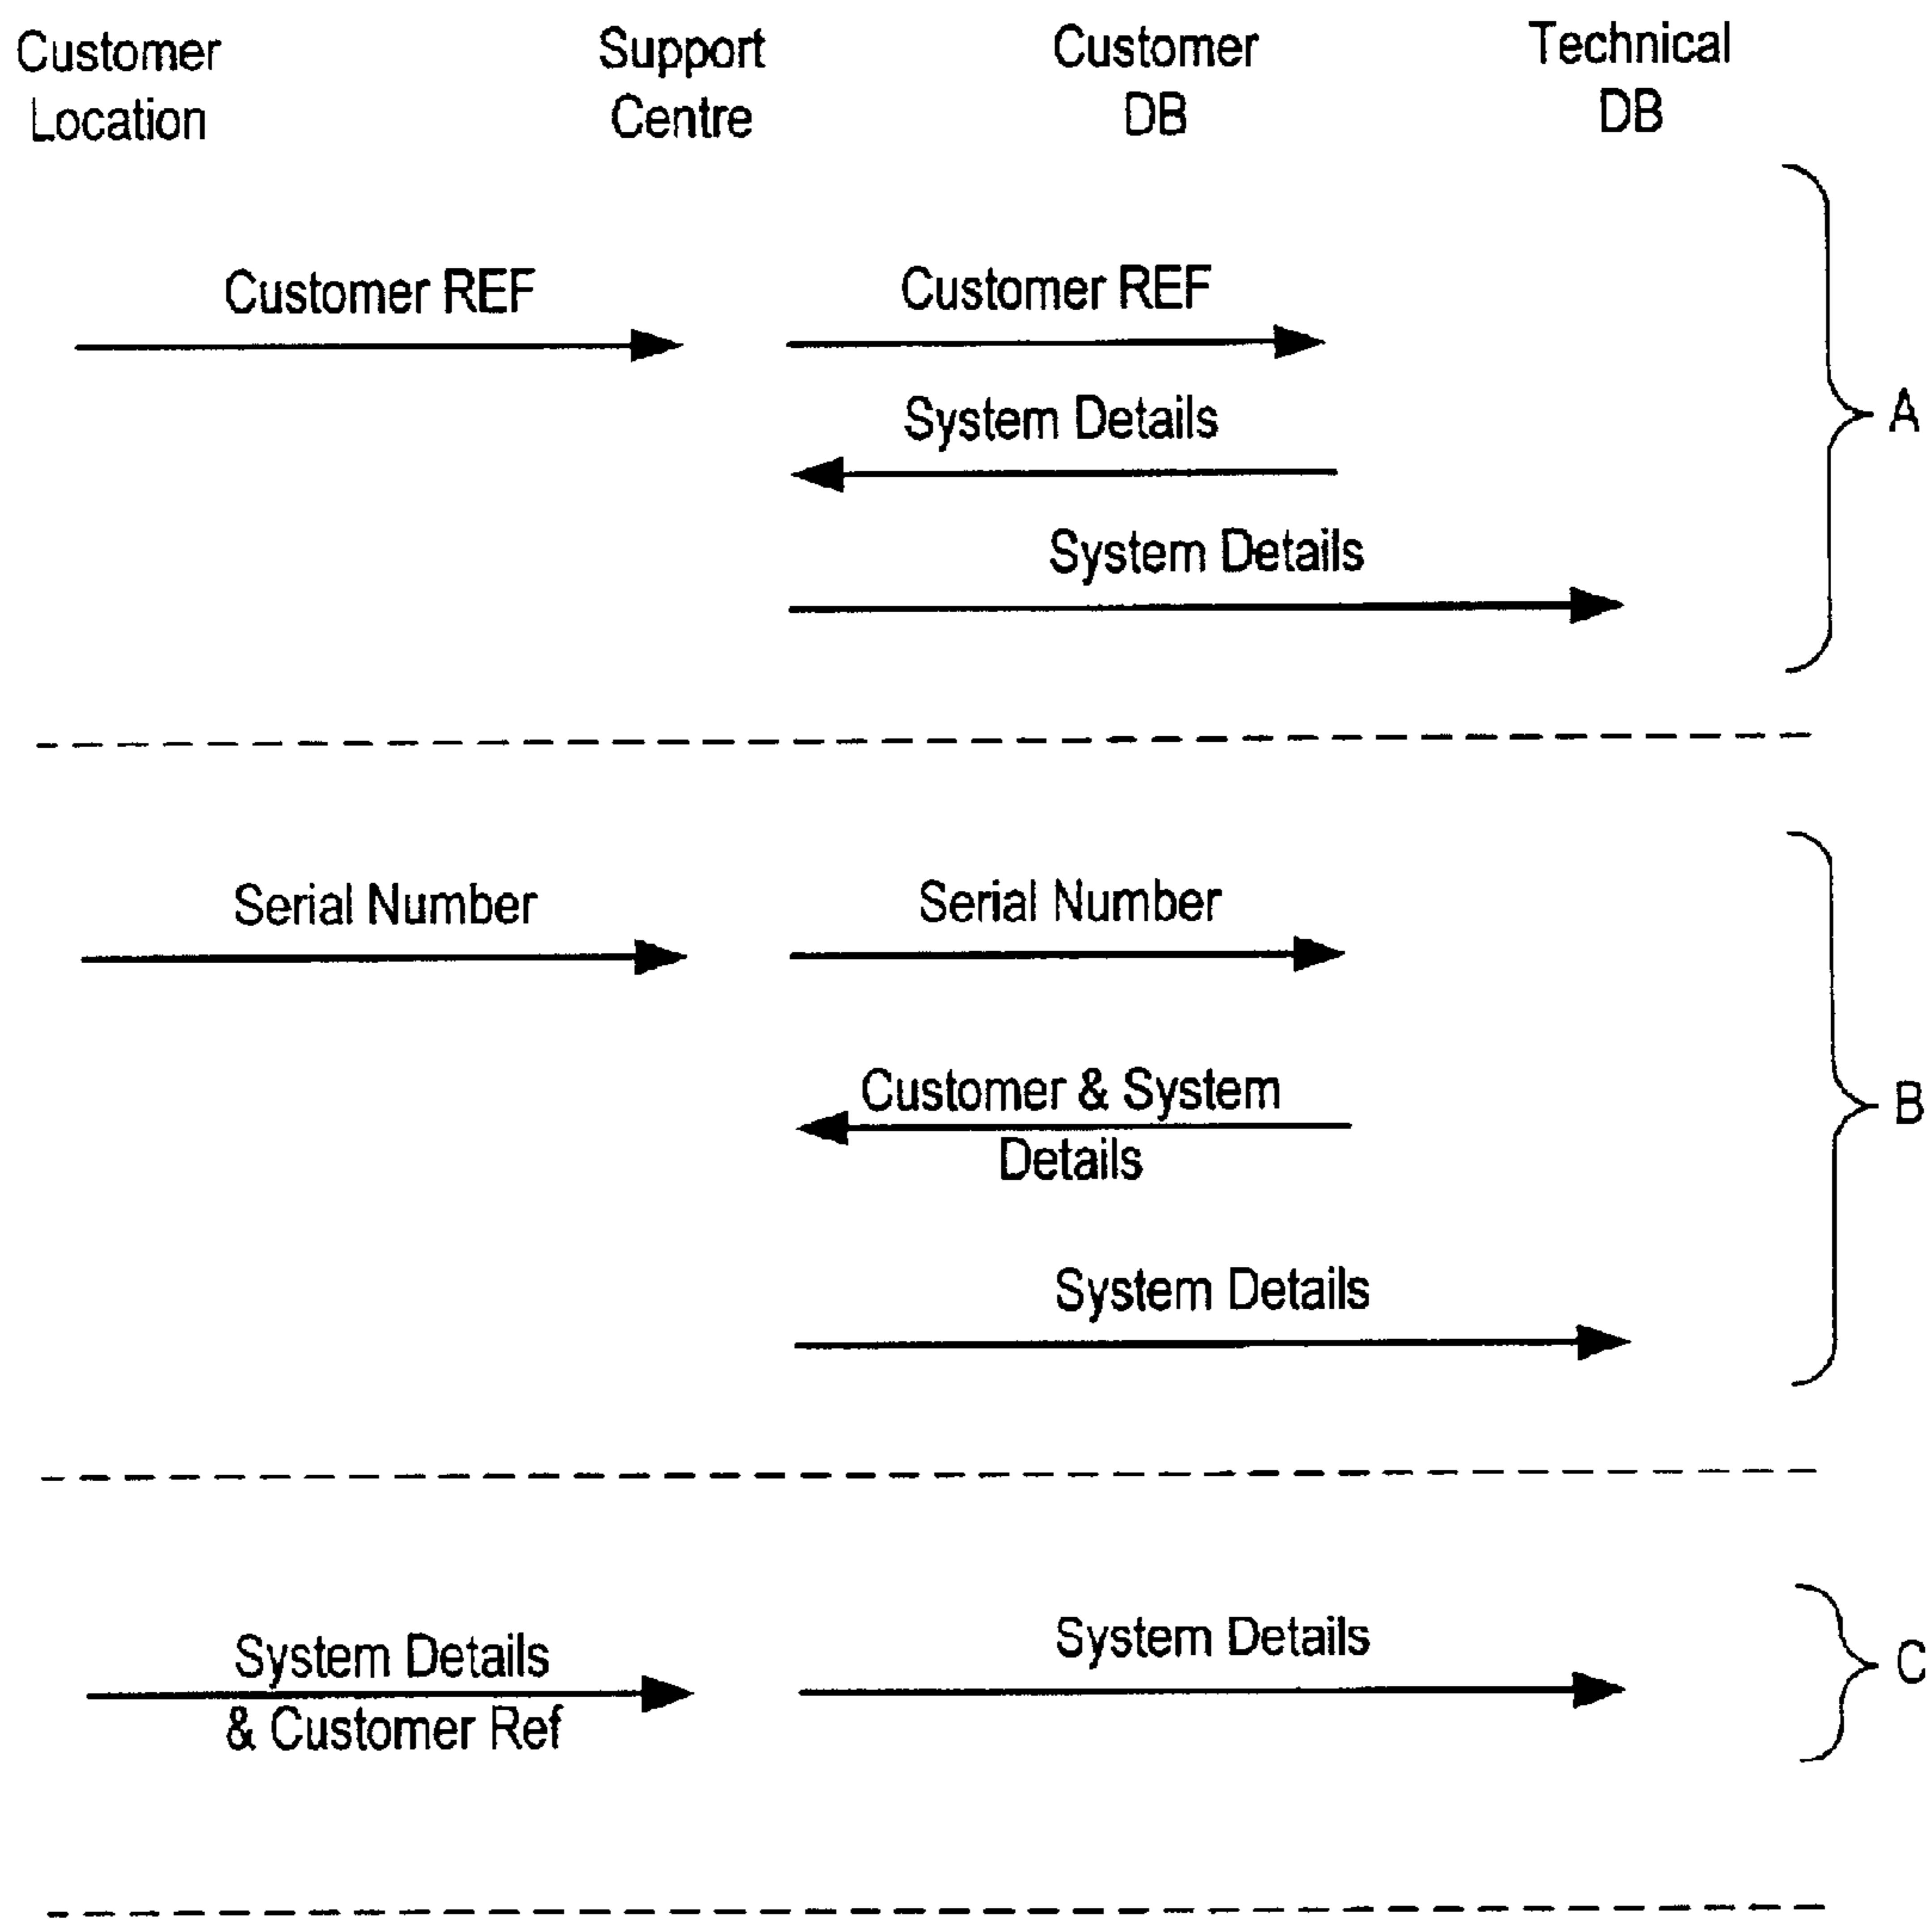 Customer
Location
Support
Centre
Customer
DB
Technical
DB
Customer REF
Customer REF
System Details
System Details
A
Serial Number
Serial Number
Customer & System
Details
System Details
B
System Details
& Customer Ref
System Details
C